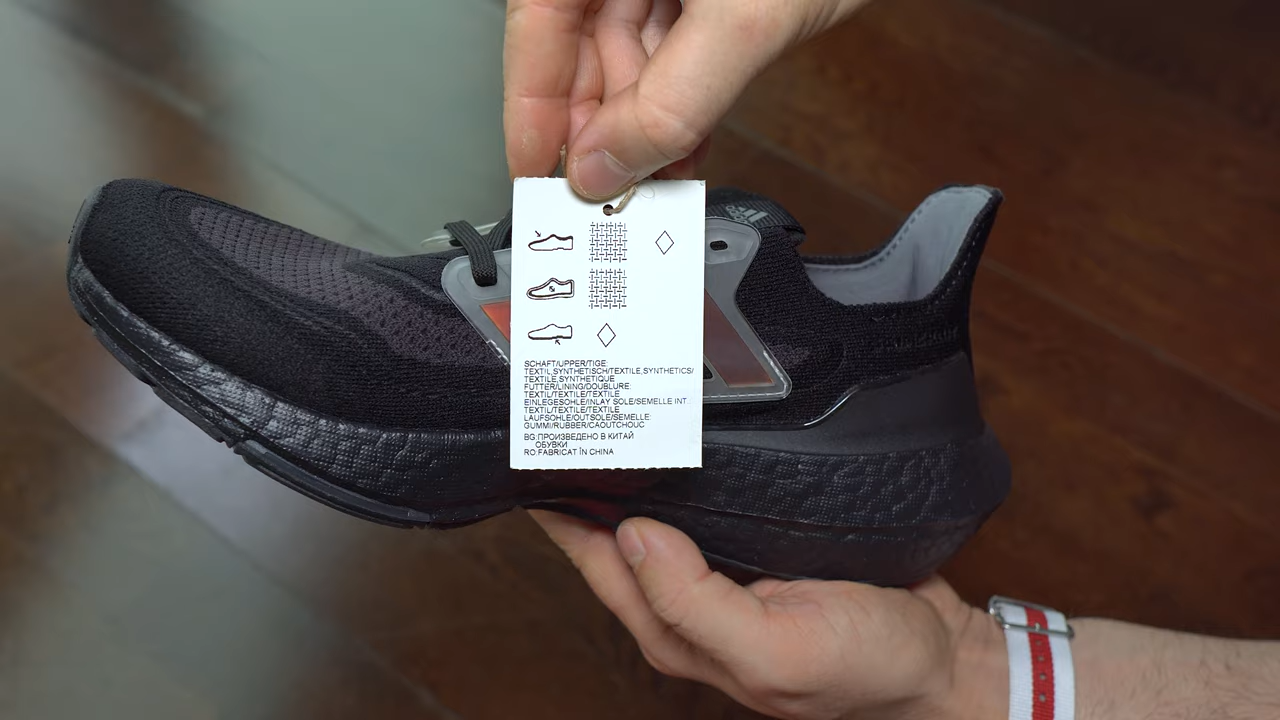 adidas
SCHAFT/UPPER/TIGE:
TEXTIL,SYNTHETISCH/TEXTILE,SYNTHETICS/
TEXTILE,SYNTHETIQUE
FUTTER/LINING/DOUBLURE:
TEXTIL/TEXTILE/TEXTILE
EINLEGESOHLE/INLAY SOLE/SEMELLE INT.
TEXTIL/TEXTILE/TEXTILE
LAUFSOHLE/OUTSOLE/SEMELLE:
GUMMI/RUBBER/CAOUTCHOUC
BG:ПРОИЗВЕДЕНО В КИТАЙ
ОБУВКИ
RO:FABRICAT ÎN CHINA